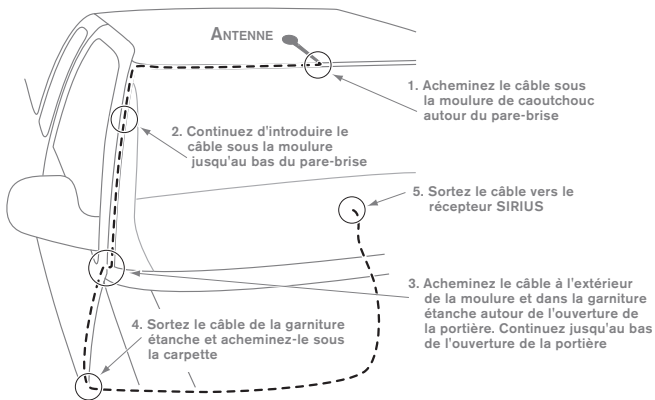 ANTENNE
1. Acheminez le câble sous
la moulure de caoutchouc
autour du pare-brise
2. Continuez d'introduire le
câble sous la moulure
jusqu'au bas du pare-brise
5. Sortez le câble vers le
récepteur SIRIUS
3. Acheminez le câble à l'extérieur
de la moulure et dans la garniture
étanche autour de l'ouverture de
la portière. Continuez jusqu'au bas
de l'ouverture de la portière
4. Sortez le câble de la garniture
étanche et acheminez-le sous
la carpette